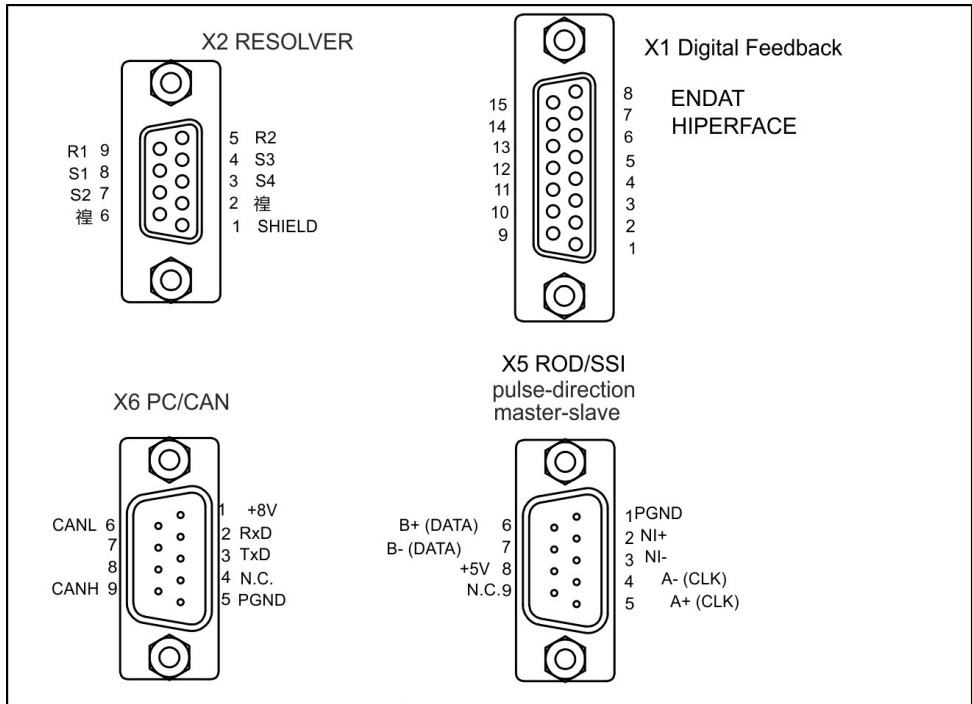 X2 RESOLVER
R1 9
S1 8
S2 7
禈 6
5 R2
4 S3
3 S4
2 禈
1 SHIELD
X1 Digital Feedback
ENDAT
HIPERFACE
15
14
13
12
11
10
9
8
7
6
5
4
3
2
1
X6 PC/CAN
CANL 6
7
8
CANH 9
1 +8V
2 RxD
3 TxD
4 N.C.
5 PGND
X5 ROD/SSI
pulse-direction
master-slave
B+ (DATA) 6
B- (DATA) 7
+5V 8
N.C.9
1PGND
2 NI+
3 NI-
4 A- (CLK)
5 A+ (CLK)